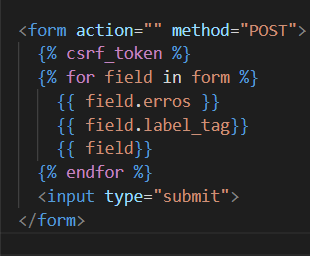 <form action="" method="POST">
{% csrf_token %}
{% for field in form %}
{{ field.erros }}
{{ field.label_tag}}
{{ field}}
{% endfor %}
<input type="submit">
</form>